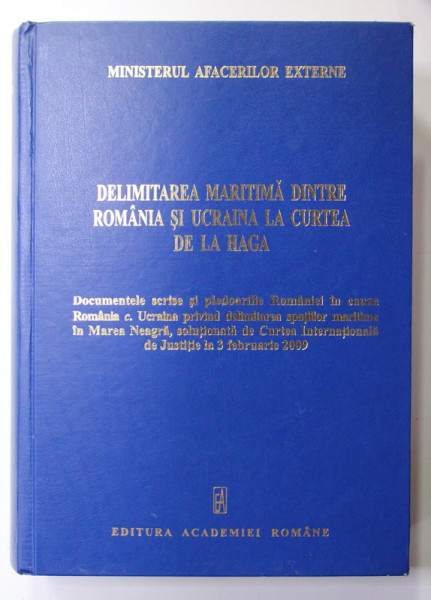 MINISTERUL AFACERILOR EXTERNE
DELIMITAREA MARITIMĂ DINTRE
ROMÂNIA ȘI UCRAINA LA CURTEA
DE LA HAGA
Documentele scrise și pledoariile României în cauza
România c. Ucraina privind delimitarea spațiilor maritime
în Marea Neagră, soluționată de Curtea Internațională
de Justiție la 3 februarie 2009
EA
EDITURA ACADEMIEI ROMÂNE